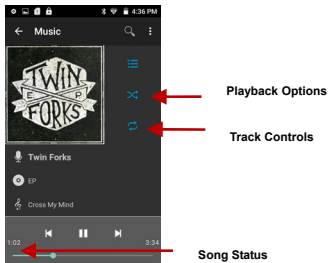 4:36 PM
Music
TWIN
E P
FORKS
Playback Options
Track Controls
Twin Forks
EP
Cross My Mind
1:02
3:34
Song Status